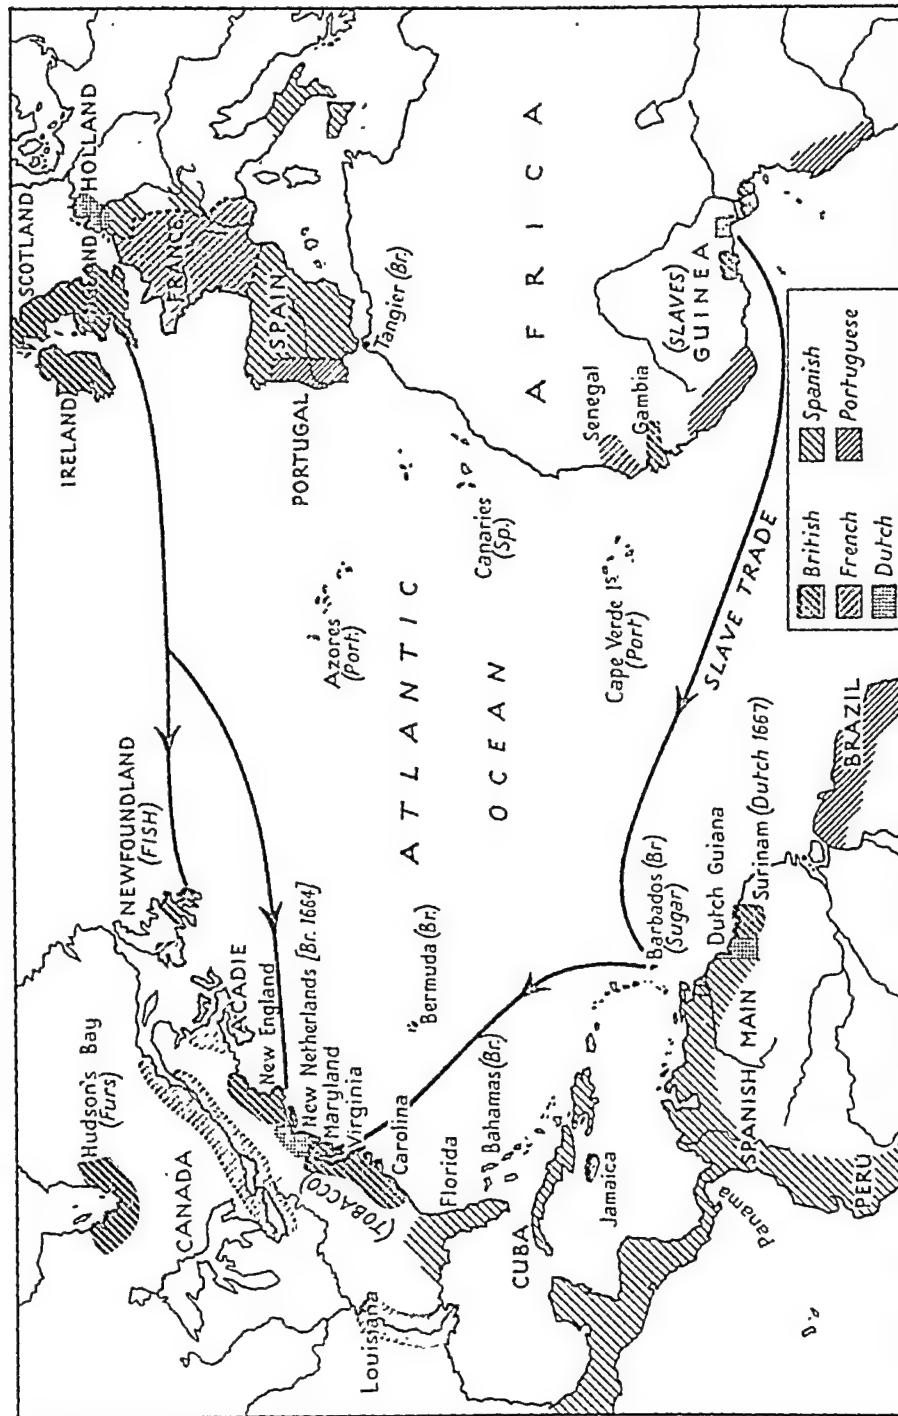 Hudson's Bay
(Furs)
CANADA
NEWFOUNDLAND
(FISH)
ACADIE
New England
New Netherlands [Br. 1664]
Maryland
Virginia
(TOBACCO)
Carolina
Louisiana
Florida
Bahamas (Br.)
Bermuda (Br.)
CUBA
Jamaica
Barbados (Br)
(Sugar)
Panama
SPANISH MAIN
PERU
Dutch Guiana
Surinam (Dutch 1667)
BRAZIL
ATLANTIC
OCEAN
SCOTLAND
IRELAND
HOLLAND
FRANCE
SPAIN
PORTUGAL
Tangier (Br.)
Azores
(Port.)
Canaries
(Sp.)
Cape Verde Is
(Port)
AFRICA
Senegal
Gambia
(SLAVES)
GUINEA
SLAVE TRADE
British
French
Dutch
Spanish
Portuguese